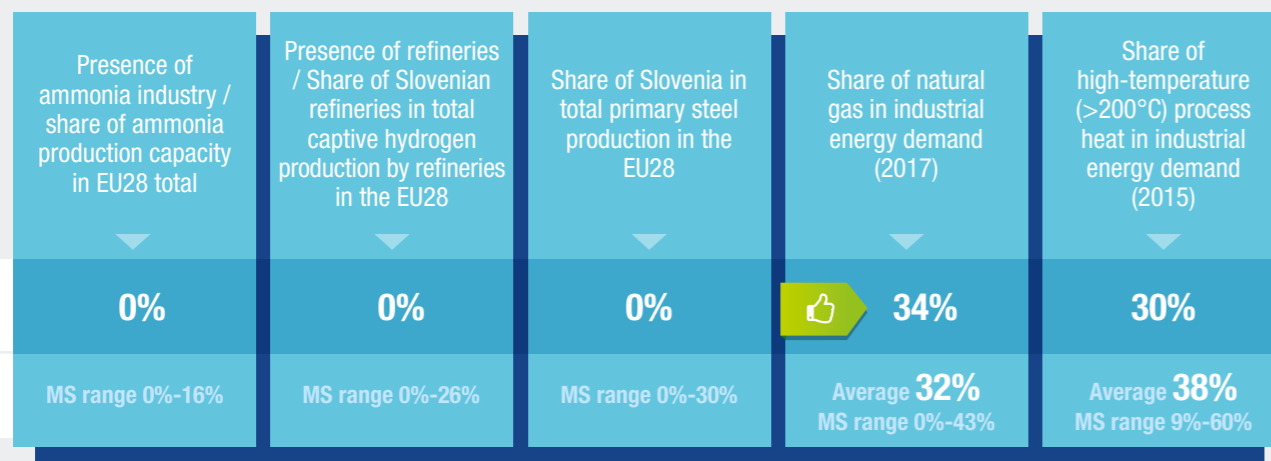 Presence of
ammonia industry /
share of ammonia
production capacity
in EU28 total
Presence of refineries
/ Share of Slovenian
refineries in total
captive hydrogen
production by refineries
in the EU28
Share of Slovenia in
total primary steel
production in the
EU28
Share of natural
gas in industrial
energy demand
(2017)
Share of
high-temperature
(>200°C) process
heat in industrial
energy demand
(2015)
0%
0%
0%
34%
30%
MS range 0%-16%
MS range 0%-26%
MS range 0%-30%
Average 32%
MS range 0%-43%
Average 38%
MS range 9%-60%